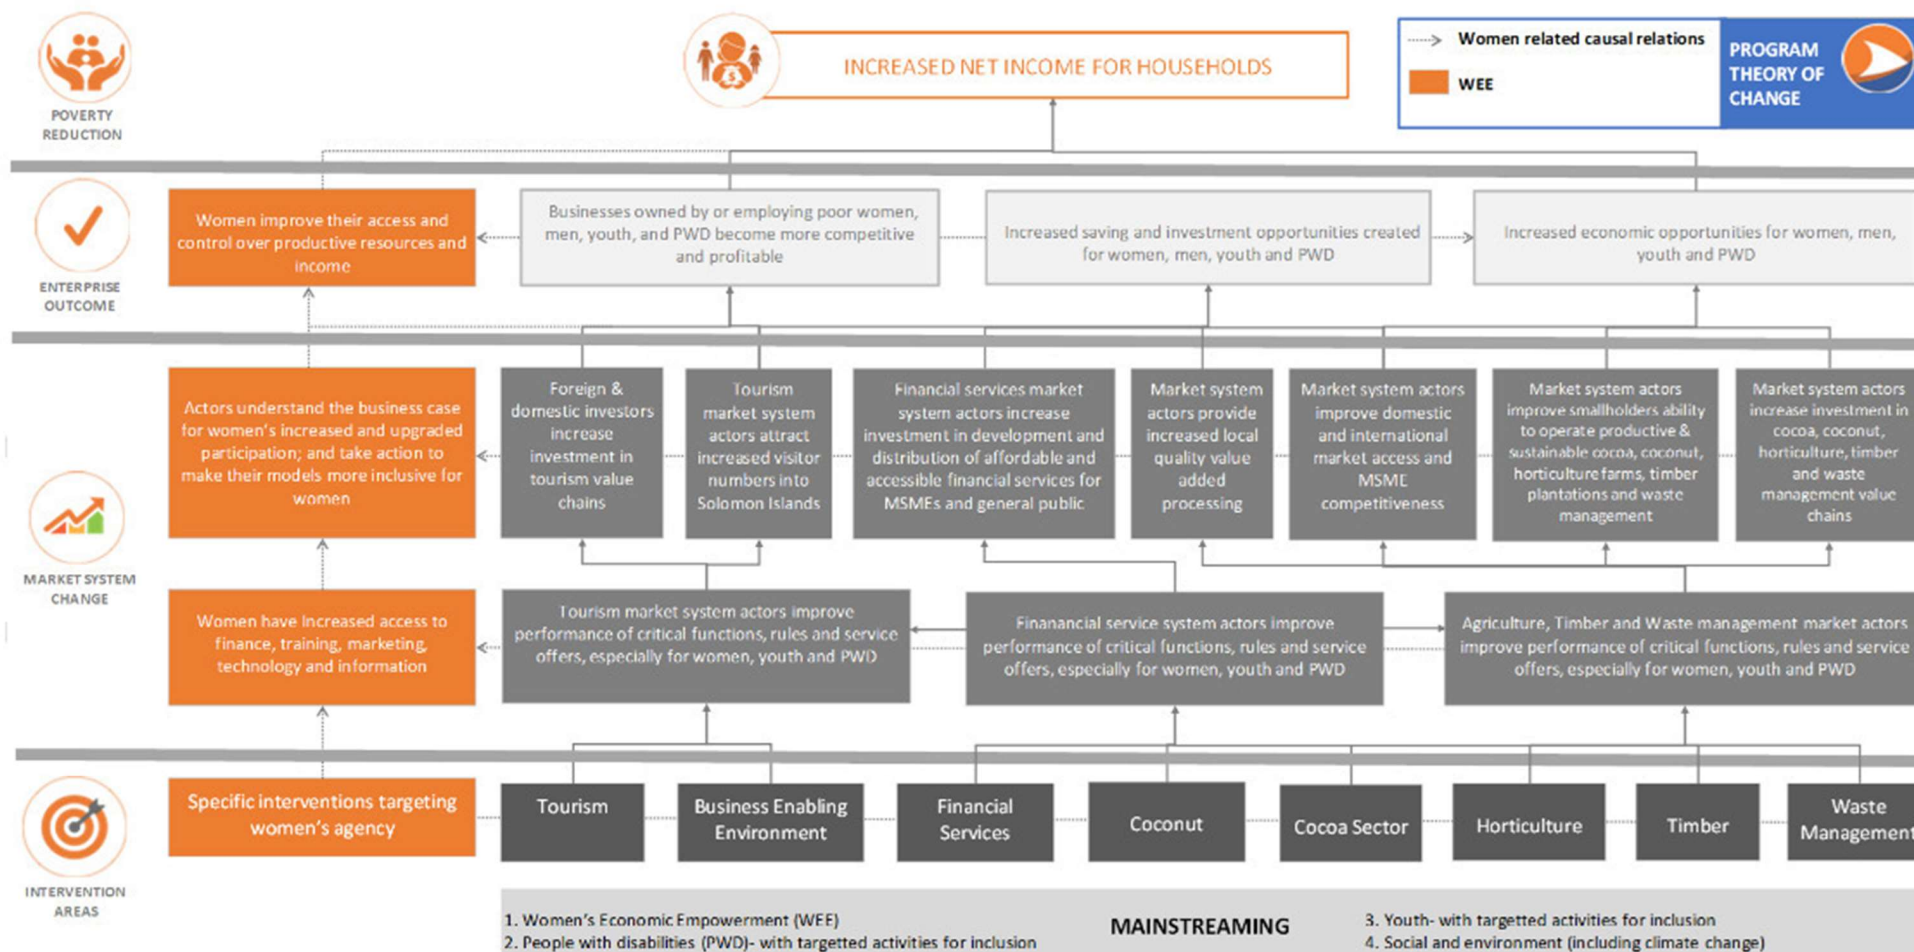 INCREASED NET INCOME FOR HOUSEHOLDS
Women related causal relations
WEE
PROGRAM
THEORY OF
CHANGE
POVERTY
REDUCTION
Women improve their access and
control over productive resources and
income
Businesses owned by or employing poor women,
men, youth, and PWD become more competitive
and profitable
Increased saving and investment opportunities created
for women, men, youth and PWD
Increased economic opportunities for women, men,
youth and PWD
ENTERPRISE
OUTCOME
Actors understand the business case
for women's increased and upgraded
participation; and take action to
make their models more inclusive for
women
Foreign &
domestic investors
increase
investment in
tourism value
chains
Tourism
market system
actors attract
increased visitor
numbers into
Solomon Islands
Financial services market
system actors increase
investment in development and
distribution of affordable and
accessible financial services for
MSMEs and general public
Market system
actors provide
increased local
quality value
added
processing
Market system actors
improve domestic
and international
market access and
MSME
competitiveness
Market system actors
improve smallholders ability
to operate productive &
sustainable cocoa, coconut,
horticulture farms, timber
plantations and waste
management
Market system actors
increase investment in
cocoa, coconut,
horticulture, timber
and waste
management value
chains
MARKET SYSTEM
CHANGE
Women have Increased access to
finance, training, marketing,
technology and information
Tourism market system actors improve
performance of critical functions, rules and service
offers, especially for women, youth and PWD
Finanancial service system actors improve
performance of critical functions, rules and service
offers, especially for women, youth and PWD
Agriculture, Timber and Waste management market actors
improve performance of critical functions, rules and service
offers, especially for women, youth and PWD
Specific interventions targeting
women's agency
Tourism
Business Enabling
Environment
Financial
Services
Coconut
Cocoa Sector
Horticulture
Timber
Waste
Management
INTERVENTION
AREAS
1. Women's Economic Empowerment (WEE)
2. People with disabilities (PWD)- with targetted activities for inclusion
MAINSTREAMING
3. Youth- with targetted activities for inclusion
4. Social and environment (including climate change)